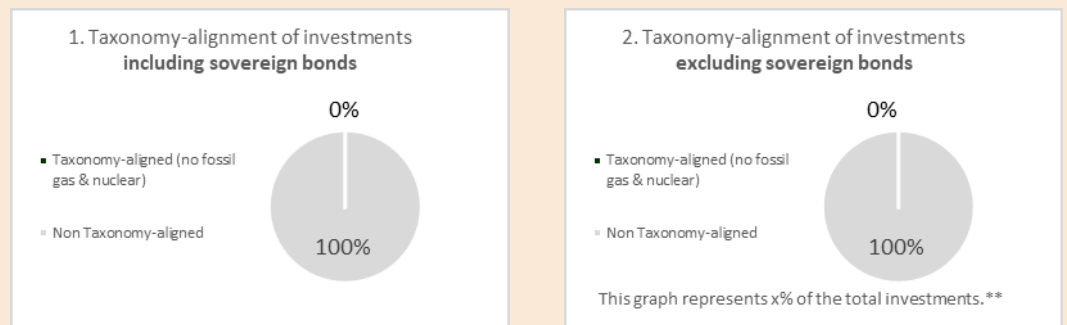 1. Taxonomy-alignment of investments
including sovereign bonds
0%
Taxonomy-aligned (no fossil
gas & nuclear)
Non Taxonomy-aligned
100%
2. Taxonomy-alignment of investments
excluding sovereign bonds
0%
Taxonomy-aligned (no fossil
gas & nuclear)
Non Taxonomy-aligned
100%
This graph represents x% of the total investments.**